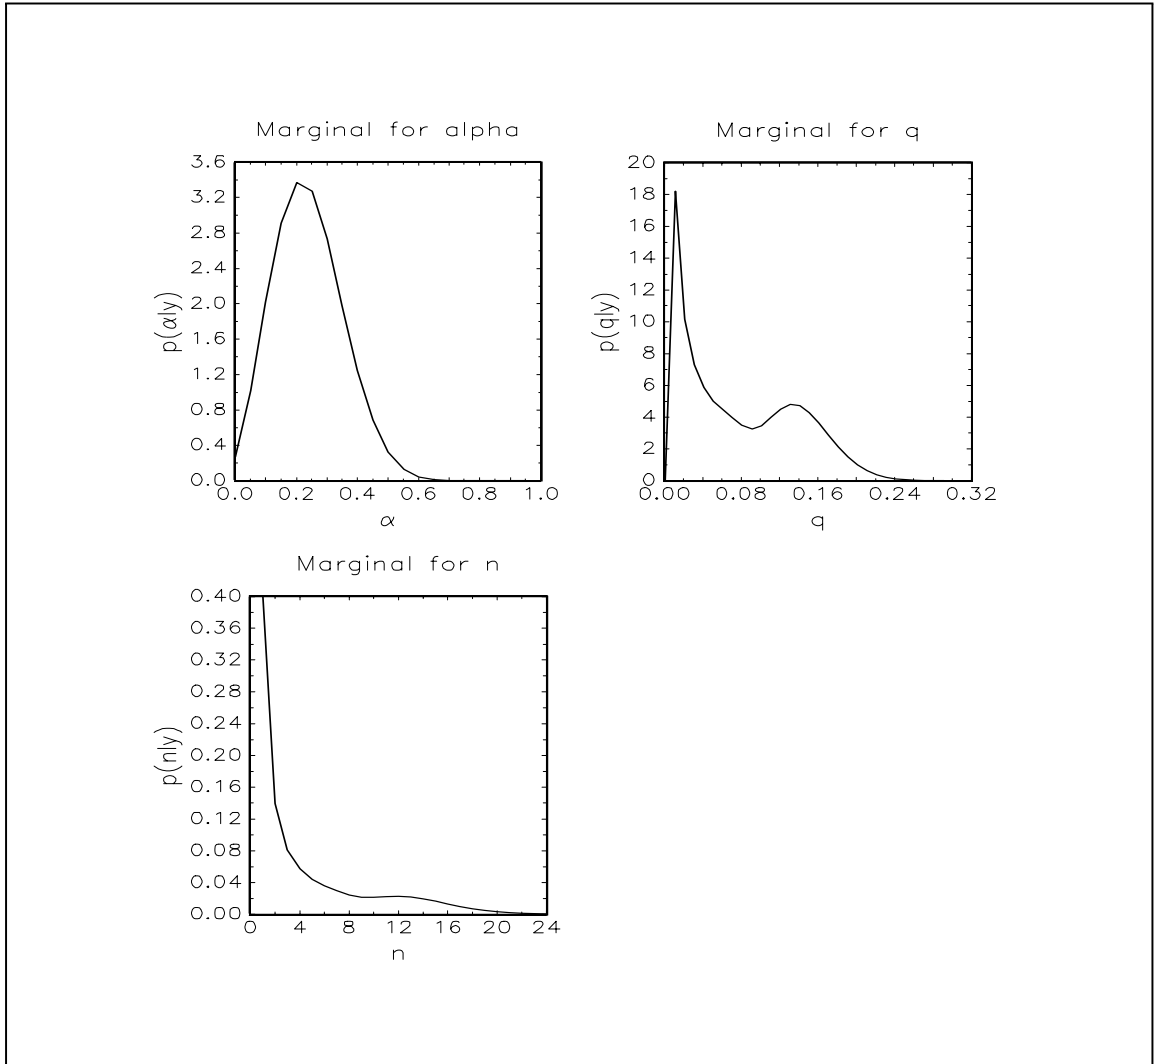 Marginal for alpha
3.6
3.2
2.8
2.4
2.0
1.6
1.2
0.8
0.4
0.0
p(α|y)
0.0 0.2 0.4 0.6 0.8 1.0
α
Marginal for q
20
18
16
14
12
10
8
6
4
2
0
p(q|y)
0.00 0.08 0.16 0.24 0.32
q
Marginal for n
0.40
0.36
0.32
0.28
0.24
0.20
0.16
0.12
0.08
0.04
0.00
p(n|y)
0 4 8 12 16 20 24
n